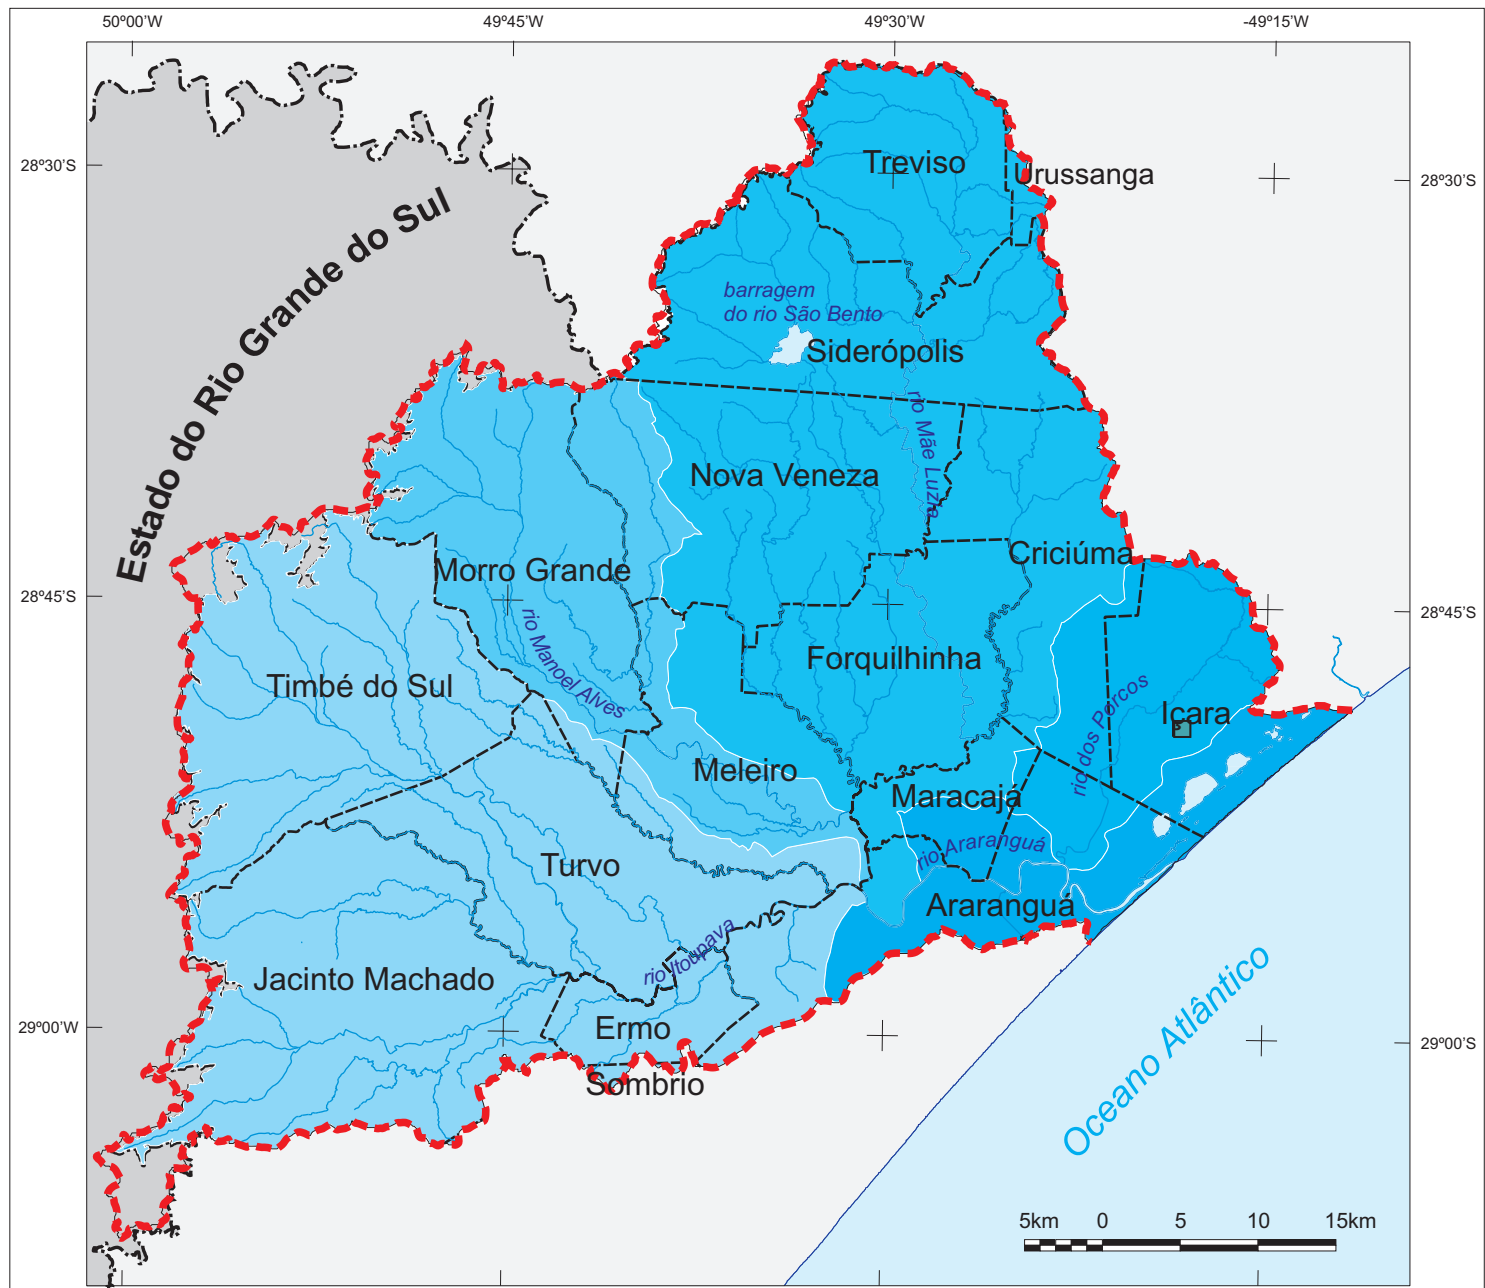 50°00'W
49°45'W
49°30'W
-49°15'W
28°30'S
28°30'S
Treviso
Urussanga
Estado do Rio Grande do Sul
barragem
do rio São Bento
Siderópolis
rio Mãe Luzia
Nova Veneza
Criciúma
Morro Grande
28°45'S
28°45'S
rio Manoel Alves
Forquilhinha
Timbé do Sul
rio dos Porcos
Içara
Meleiro
Maracajá
rio Araranguá
Turvo
Araranguá
rio Itoupava
Jacinto Machado
Oceano Atlântico
29°00'W
29°00'S
Ermo
Sombrio
5km 0 5 10 15km